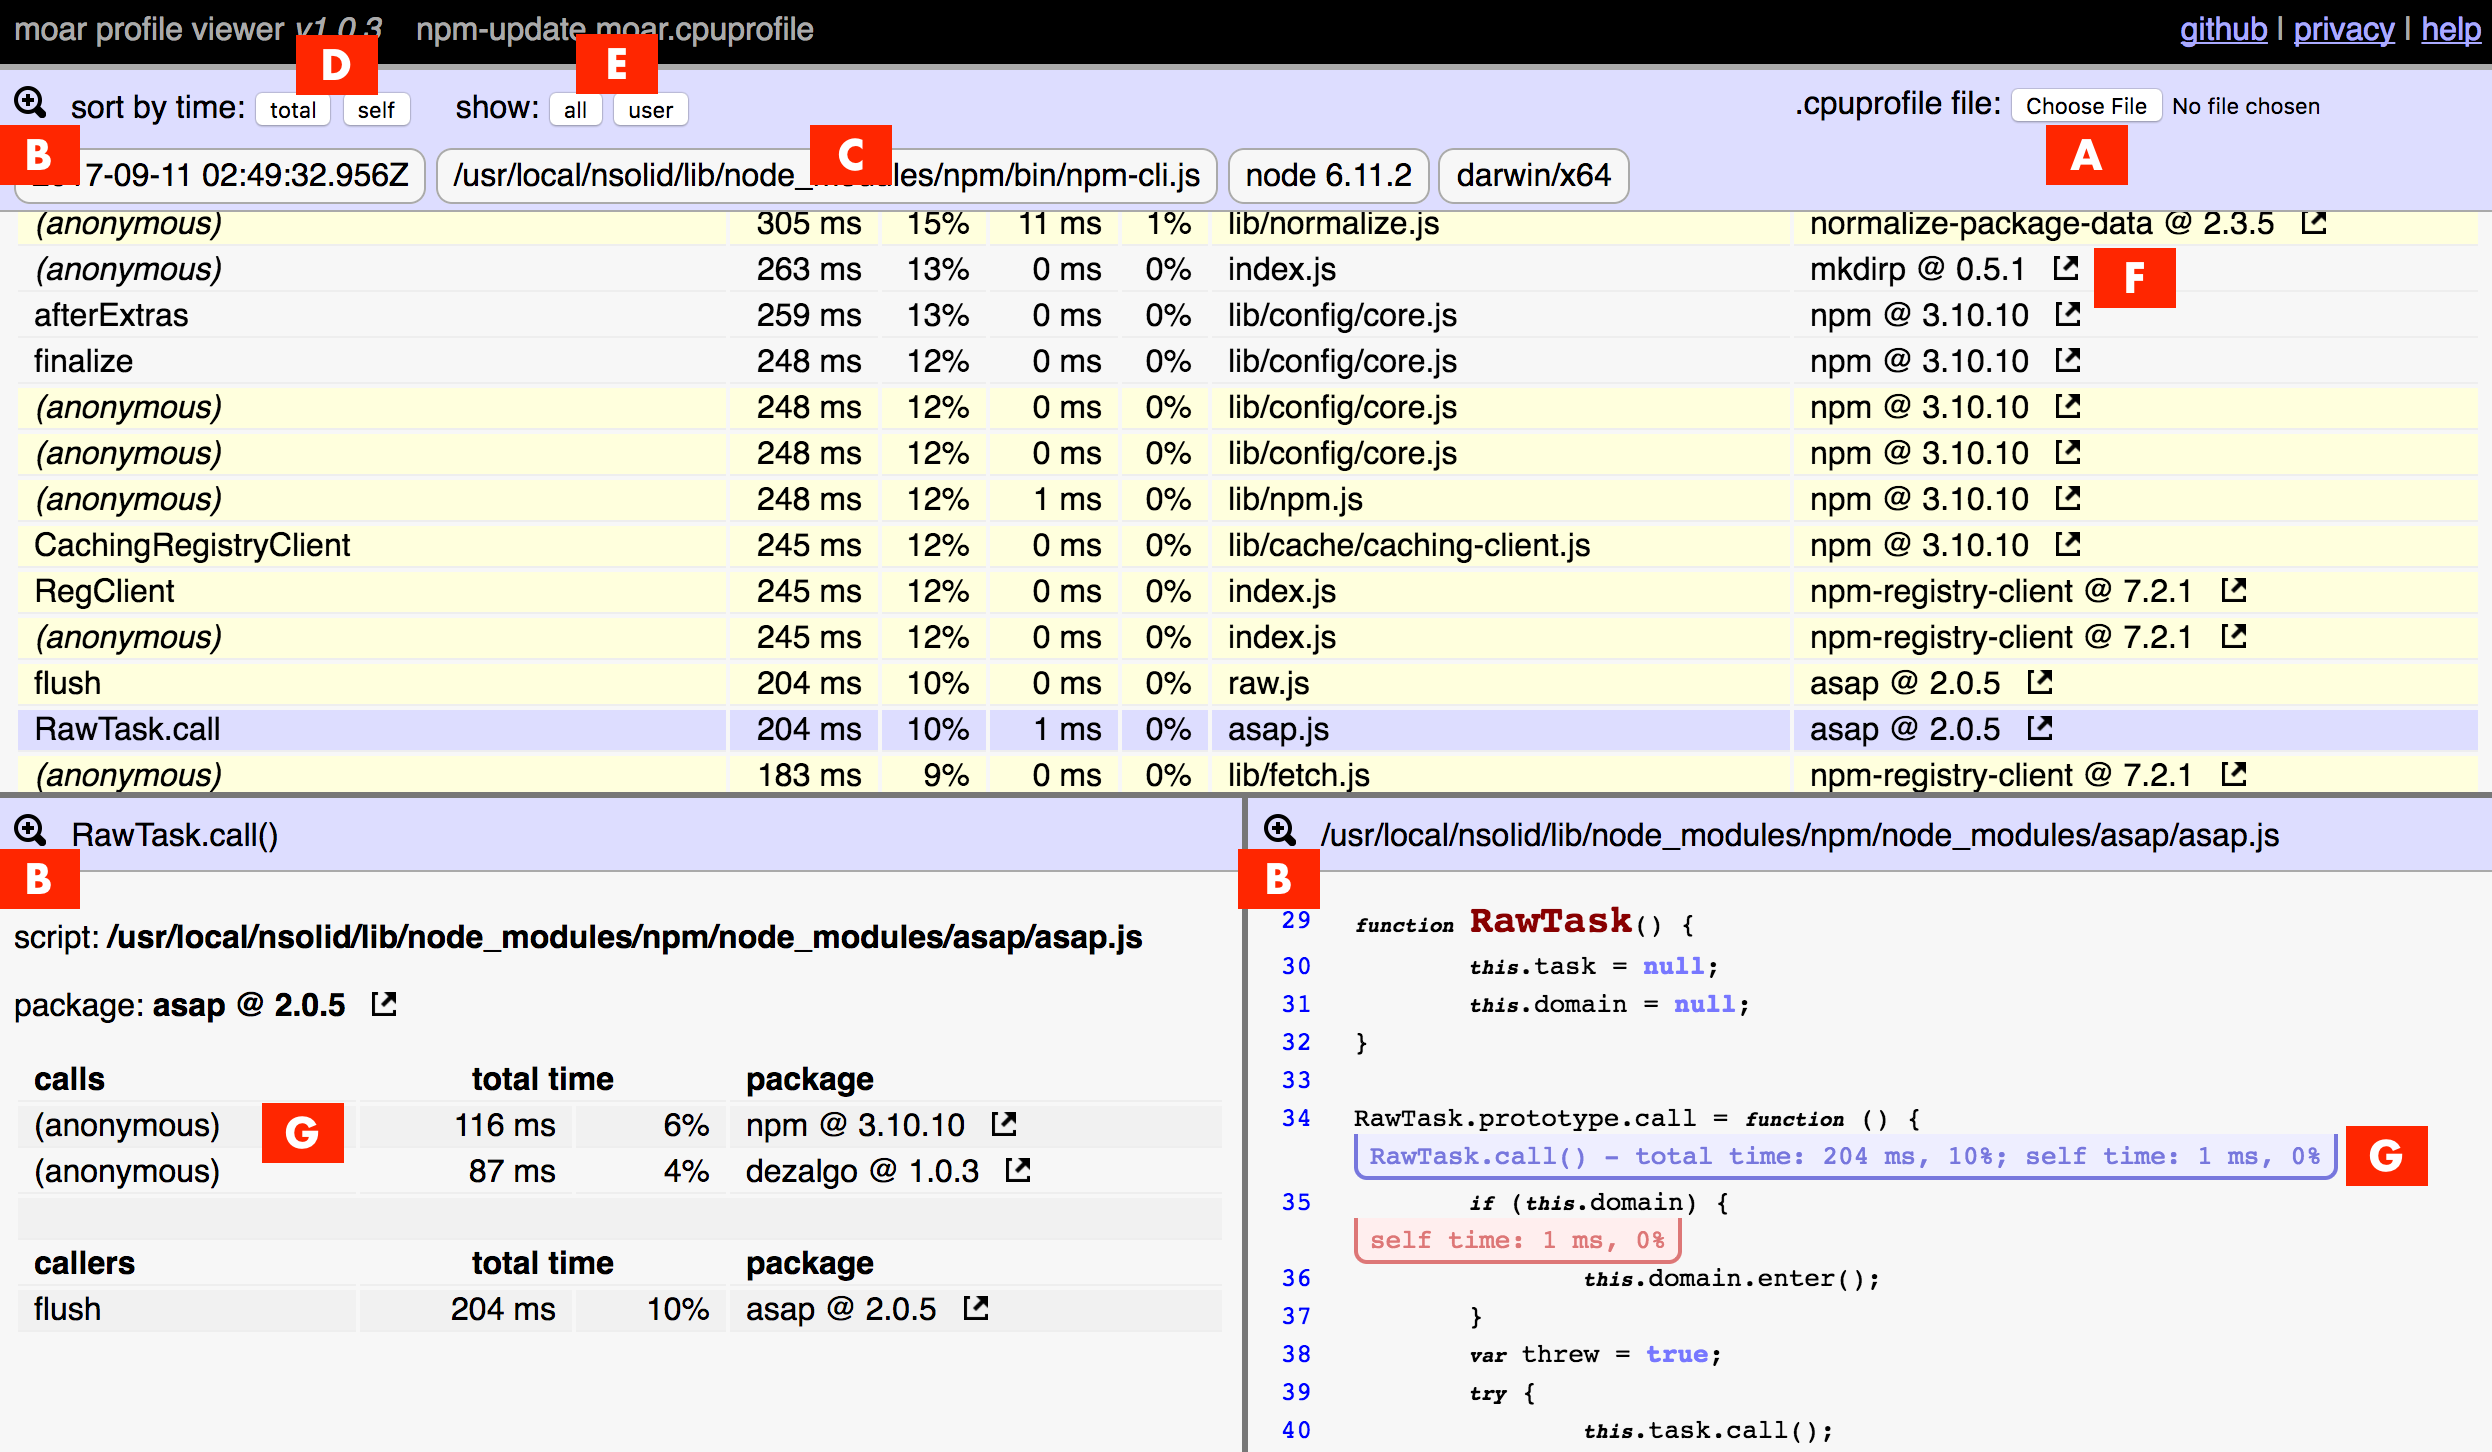 moar profile viewer v1.0.3 npm-update.moar.cpuprofile github | privacy | help
D E
sort by time: total self show: all user .cpuprofile file: Choose File No file chosen
B C A
7-09-11 02:49:32.956Z /usr/local/nsolid/lib/node_modules/npm/bin/npm-cli.js node 6.11.2 darwin/x64
(anonymous) 305 ms 15% 11 ms 1% lib/normalize.js normalize-package-data @ 2.3.5
(anonymous) 263 ms 13% 0 ms 0% index.js mkdirp @ 0.5.1 F
afterExtras 259 ms 13% 0 ms 0% lib/config/core.js npm @ 3.10.10
finalize 248 ms 12% 0 ms 0% lib/config/core.js npm @ 3.10.10
(anonymous) 248 ms 12% 0 ms 0% lib/config/core.js npm @ 3.10.10
(anonymous) 248 ms 12% 0 ms 0% lib/config/core.js npm @ 3.10.10
(anonymous) 248 ms 12% 1 ms 0% lib/npm.js npm @ 3.10.10
CachingRegistryClient 245 ms 12% 0 ms 0% lib/cache/caching-client.js npm @ 3.10.10
RegClient 245 ms 12% 0 ms 0% index.js npm-registry-client @ 7.2.1
(anonymous) 245 ms 12% 0 ms 0% index.js npm-registry-client @ 7.2.1
flush 204 ms 10% 0 ms 0% raw.js asap @ 2.0.5
RawTask.call 204 ms 10% 1 ms 0% asap.js asap @ 2.0.5
(anonymous) 183 ms 9% 0 ms 0% lib/fetch.js npm-registry-client @ 7.2.1
RawTask.call()
B
script: /usr/local/nsolid/lib/node_modules/npm/node_modules/asap/asap.js
package: asap @ 2.0.5
calls total time package
(anonymous) G 116 ms 6% npm @ 3.10.10
(anonymous) 87 ms 4% dezalgo @ 1.0.3
callers total time package
flush 204 ms 10% asap @ 2.0.5
/usr/local/nsolid/lib/node_modules/npm/node_modules/asap/asap.js
B
29 function RawTask() {
30 this.task = null;
31 this.domain = null;
32 }
33
34 RawTask.prototype.call = function () {
RawTask.call() - total time: 204 ms, 10%; self time: 1 ms, 0% G
35 if (this.domain) {
self time: 1 ms, 0%
36 this.domain.enter();
37 }
38 var threw = true;
39 try {
40 this.task.call();